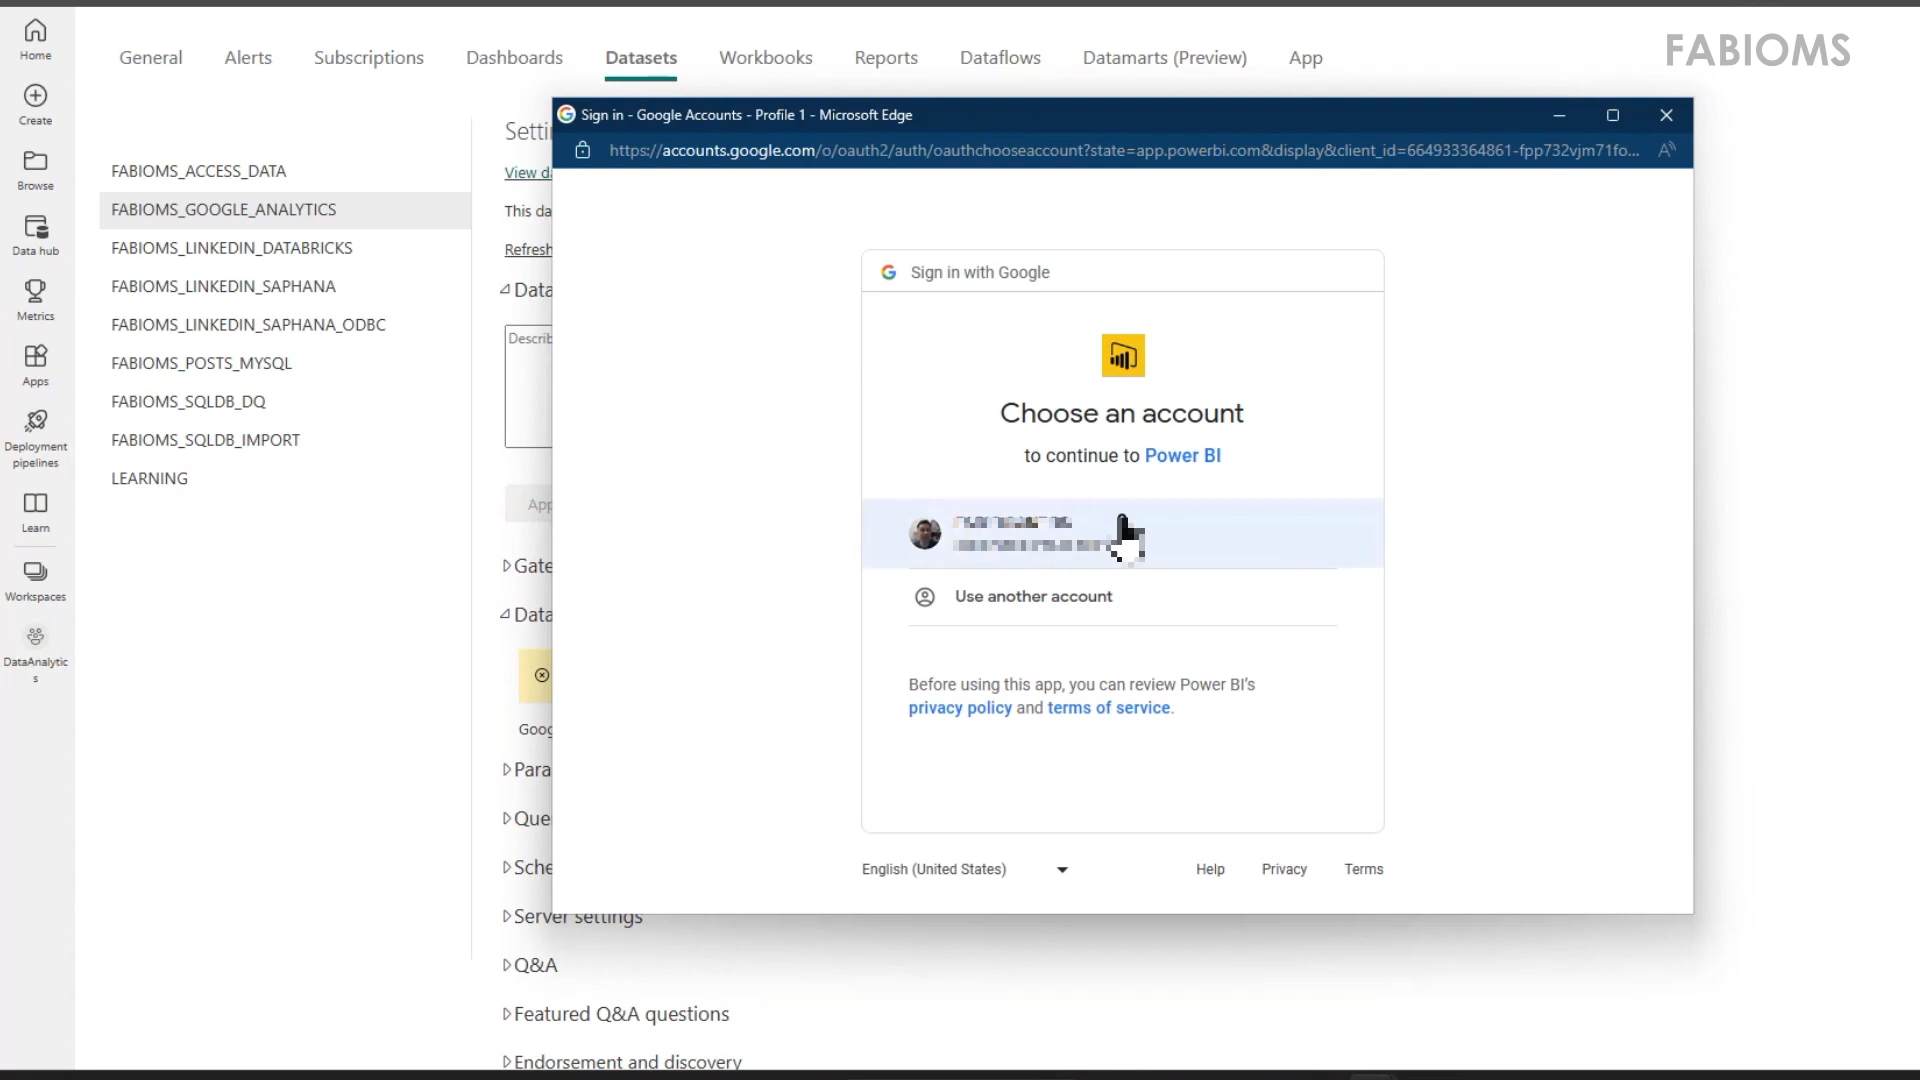 FABIOMS
Home
Create
Browse
Data hub
Metrics
Apps
Deployment
pipelines
Learn
Workspaces
DataAnalytic
s
General
Alerts
Subscriptions
Dashboards
Datasets
Workbooks
Reports
Dataflows
Datamarts (Preview)
App
FABIOMS_ACCESS_DATA
FABIOMS_GOOGLE_ANALYTICS
FABIOMS_LINKEDIN_DATABRICKS
FABIOMS_LINKEDIN_SAPHANA
FABIOMS_LINKEDIN_SAPHANA_ODBC
FABIOMS_POSTS_MYSQL
FABIOMS_SQLDB_DQ
FABIOMS_SQLDB_IMPORT
LEARNING
Setti
View da
This da
Refresh
Data
Describ
App
Gate
Data
Goog
Para
Que
Sche
Server settings
Q&A
Featured Q&A questions
Endorsement and discovery
Sign in - Google Accounts - Profile 1 - Microsoft Edge
https://accounts.google.com/o/oauth2/auth/oauthchooseaccount?state=app.powerbi.com&display&client_id=664933364861-fpp732vjm71fo...
Sign in with Google
Choose an account
to continue to Power BI
Use another account
Before using this app, you can review Power BI's
privacy policy and terms of service.
English (United States)
Help
Privacy
Terms